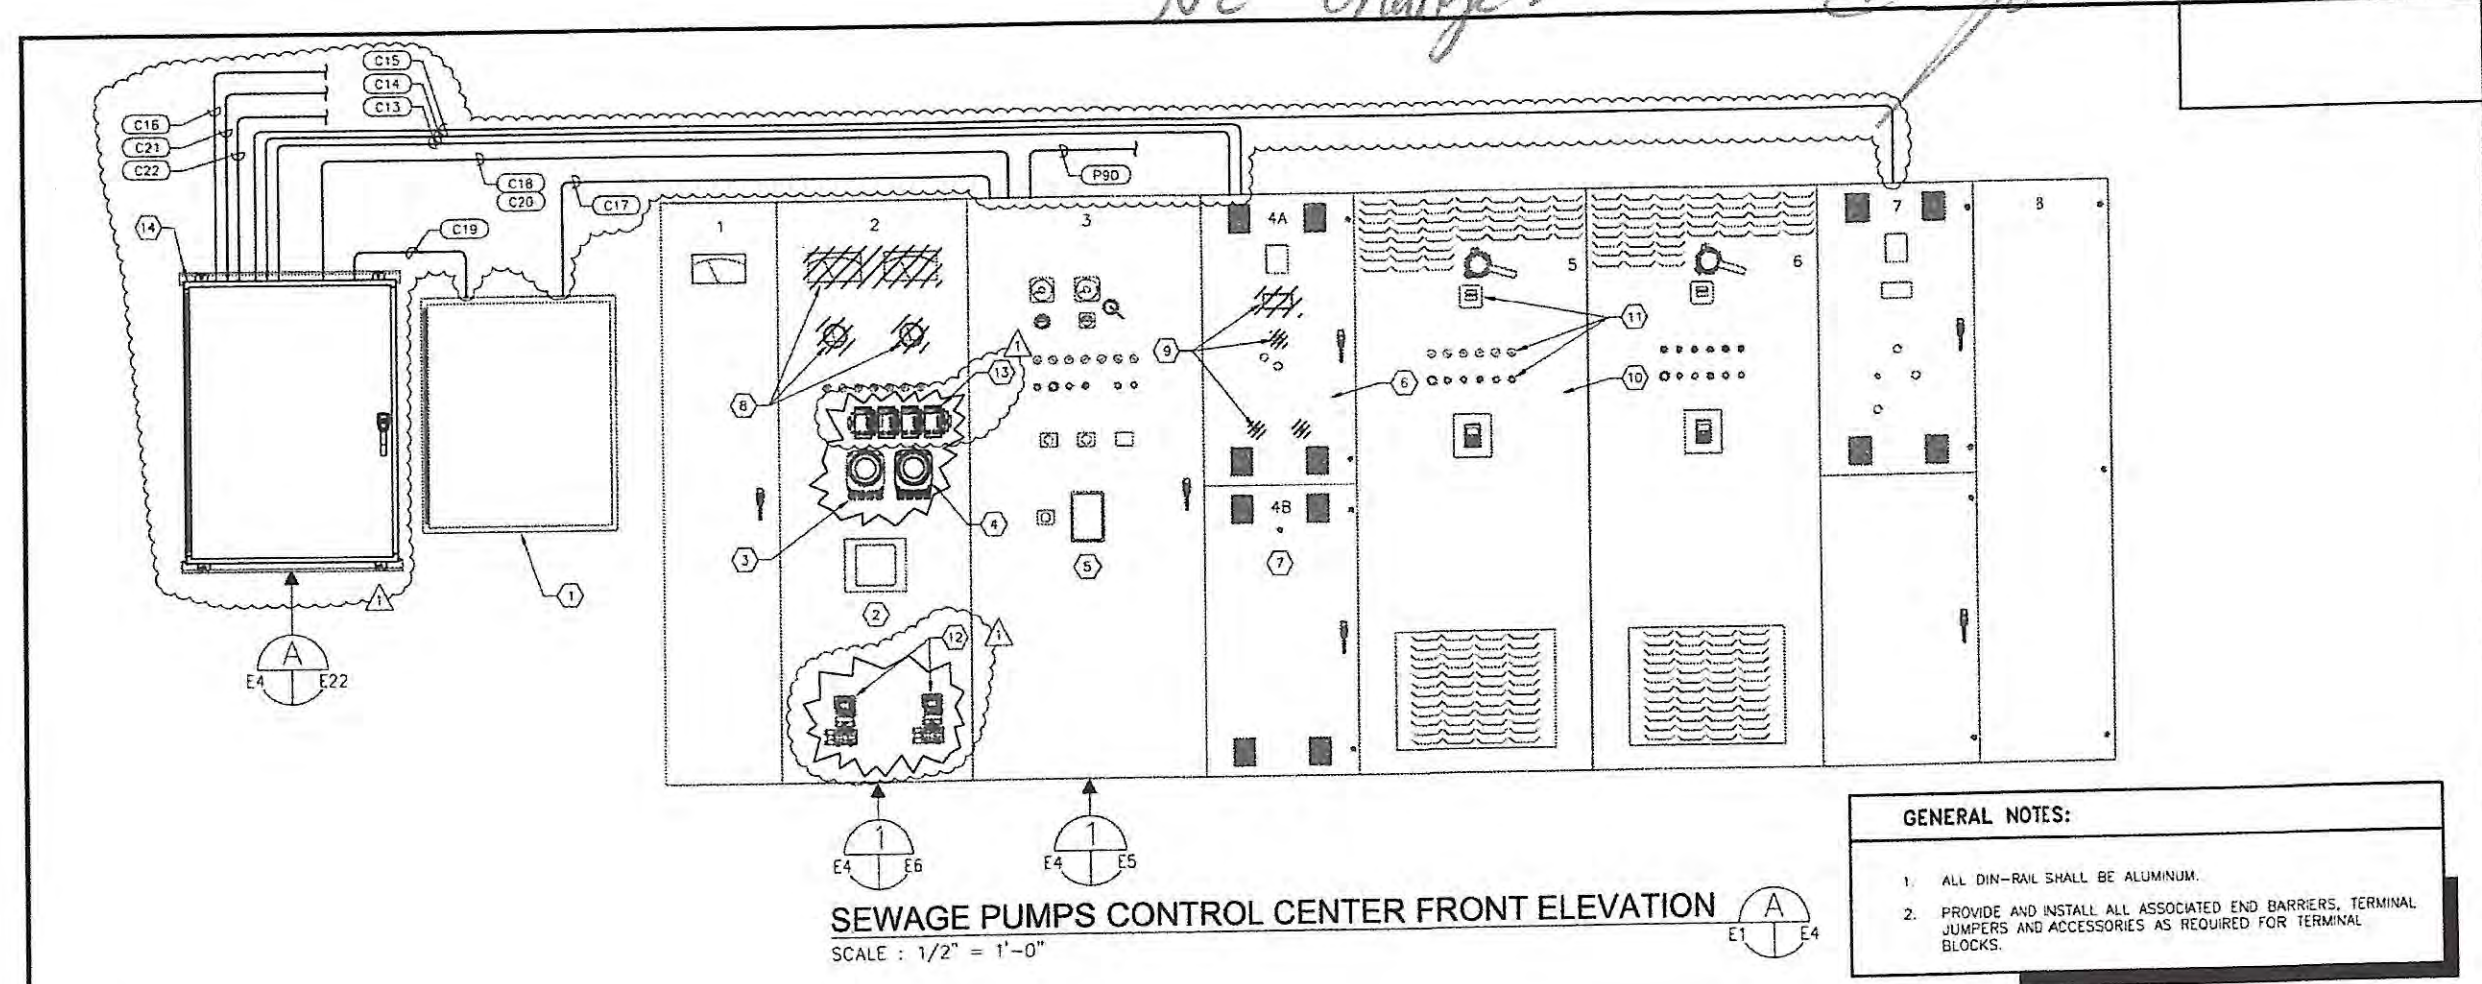 No Changes
C15
C14
C13
C16
C21
C22
C18
C20
C17
P90
C19
14
1
2
3
4A
5
6
7
8
1
13
8
9
6
11
10
3
4
5
4B
7
2
1
1
12
1
A
E4 E22
1
E4 E6
1
E4 E5
SEWAGE PUMPS CONTROL CENTER FRONT ELEVATION
SCALE : 1/2" = 1'-0"
A
E1 E4
GENERAL NOTES:
1. ALL DIN-RAIL SHALL BE ALUMINUM.
2. PROVIDE AND INSTALL ALL ASSOCIATED END BARRIERS, TERMINAL
JUMPERS AND ACCESSORIES AS REQUIRED FOR TERMINAL
BLOCKS.